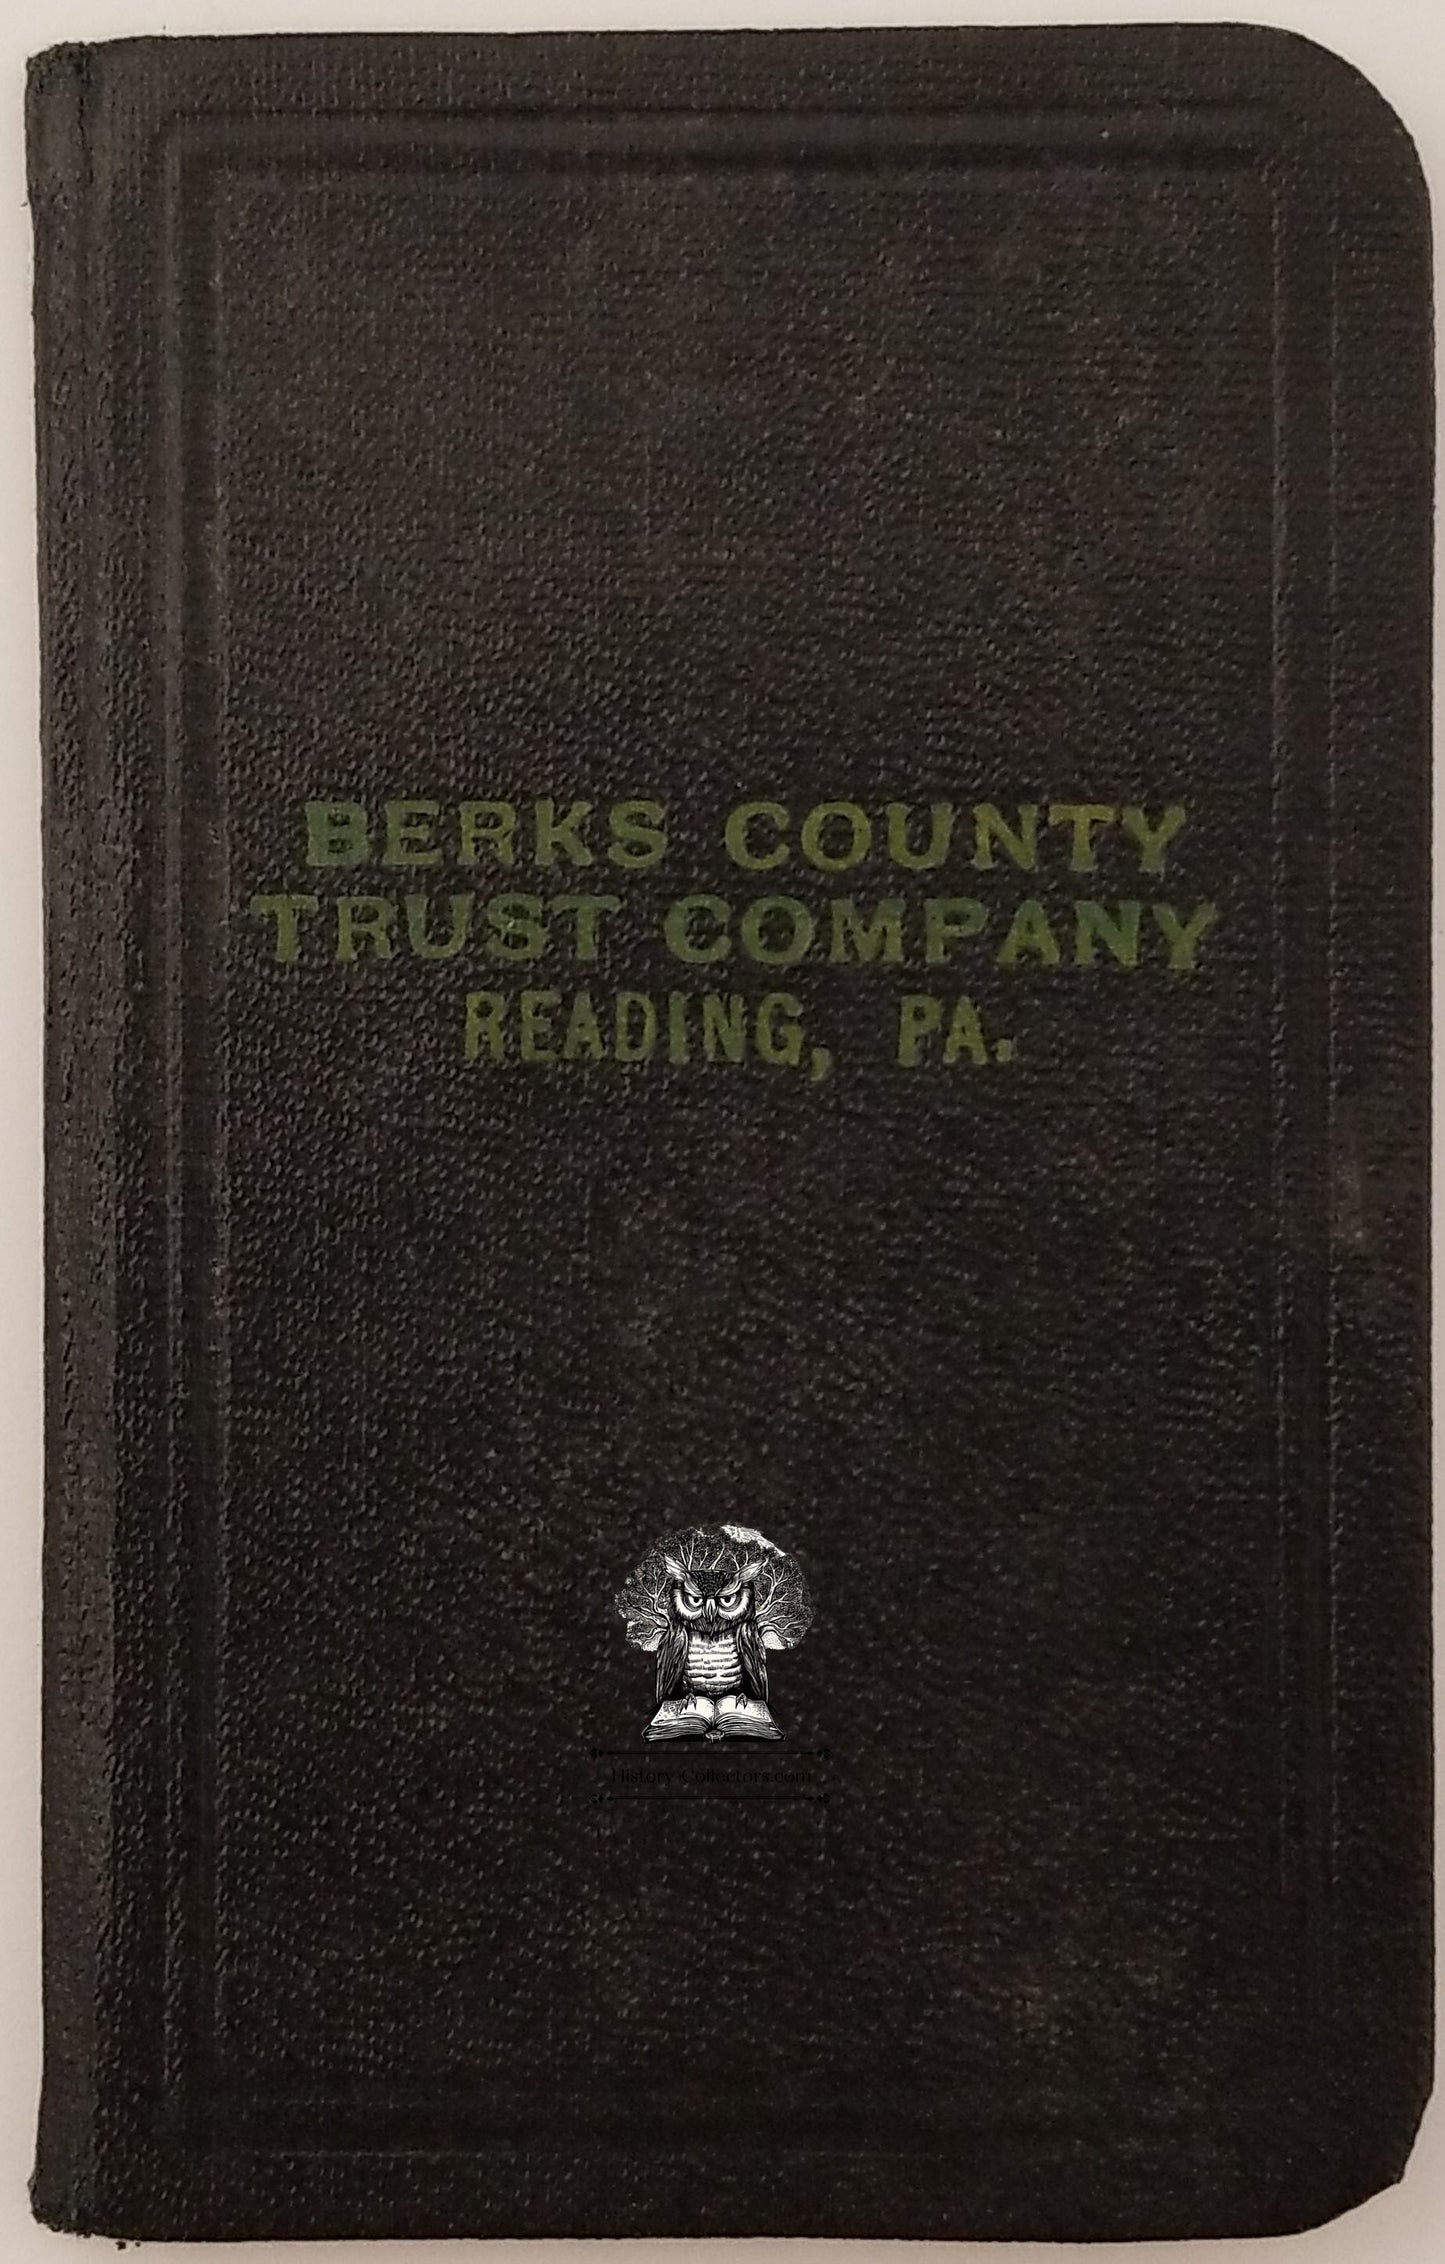 BERKS COUNTY
TRUST COMPANY
READING, PA.
History-Collectors.com